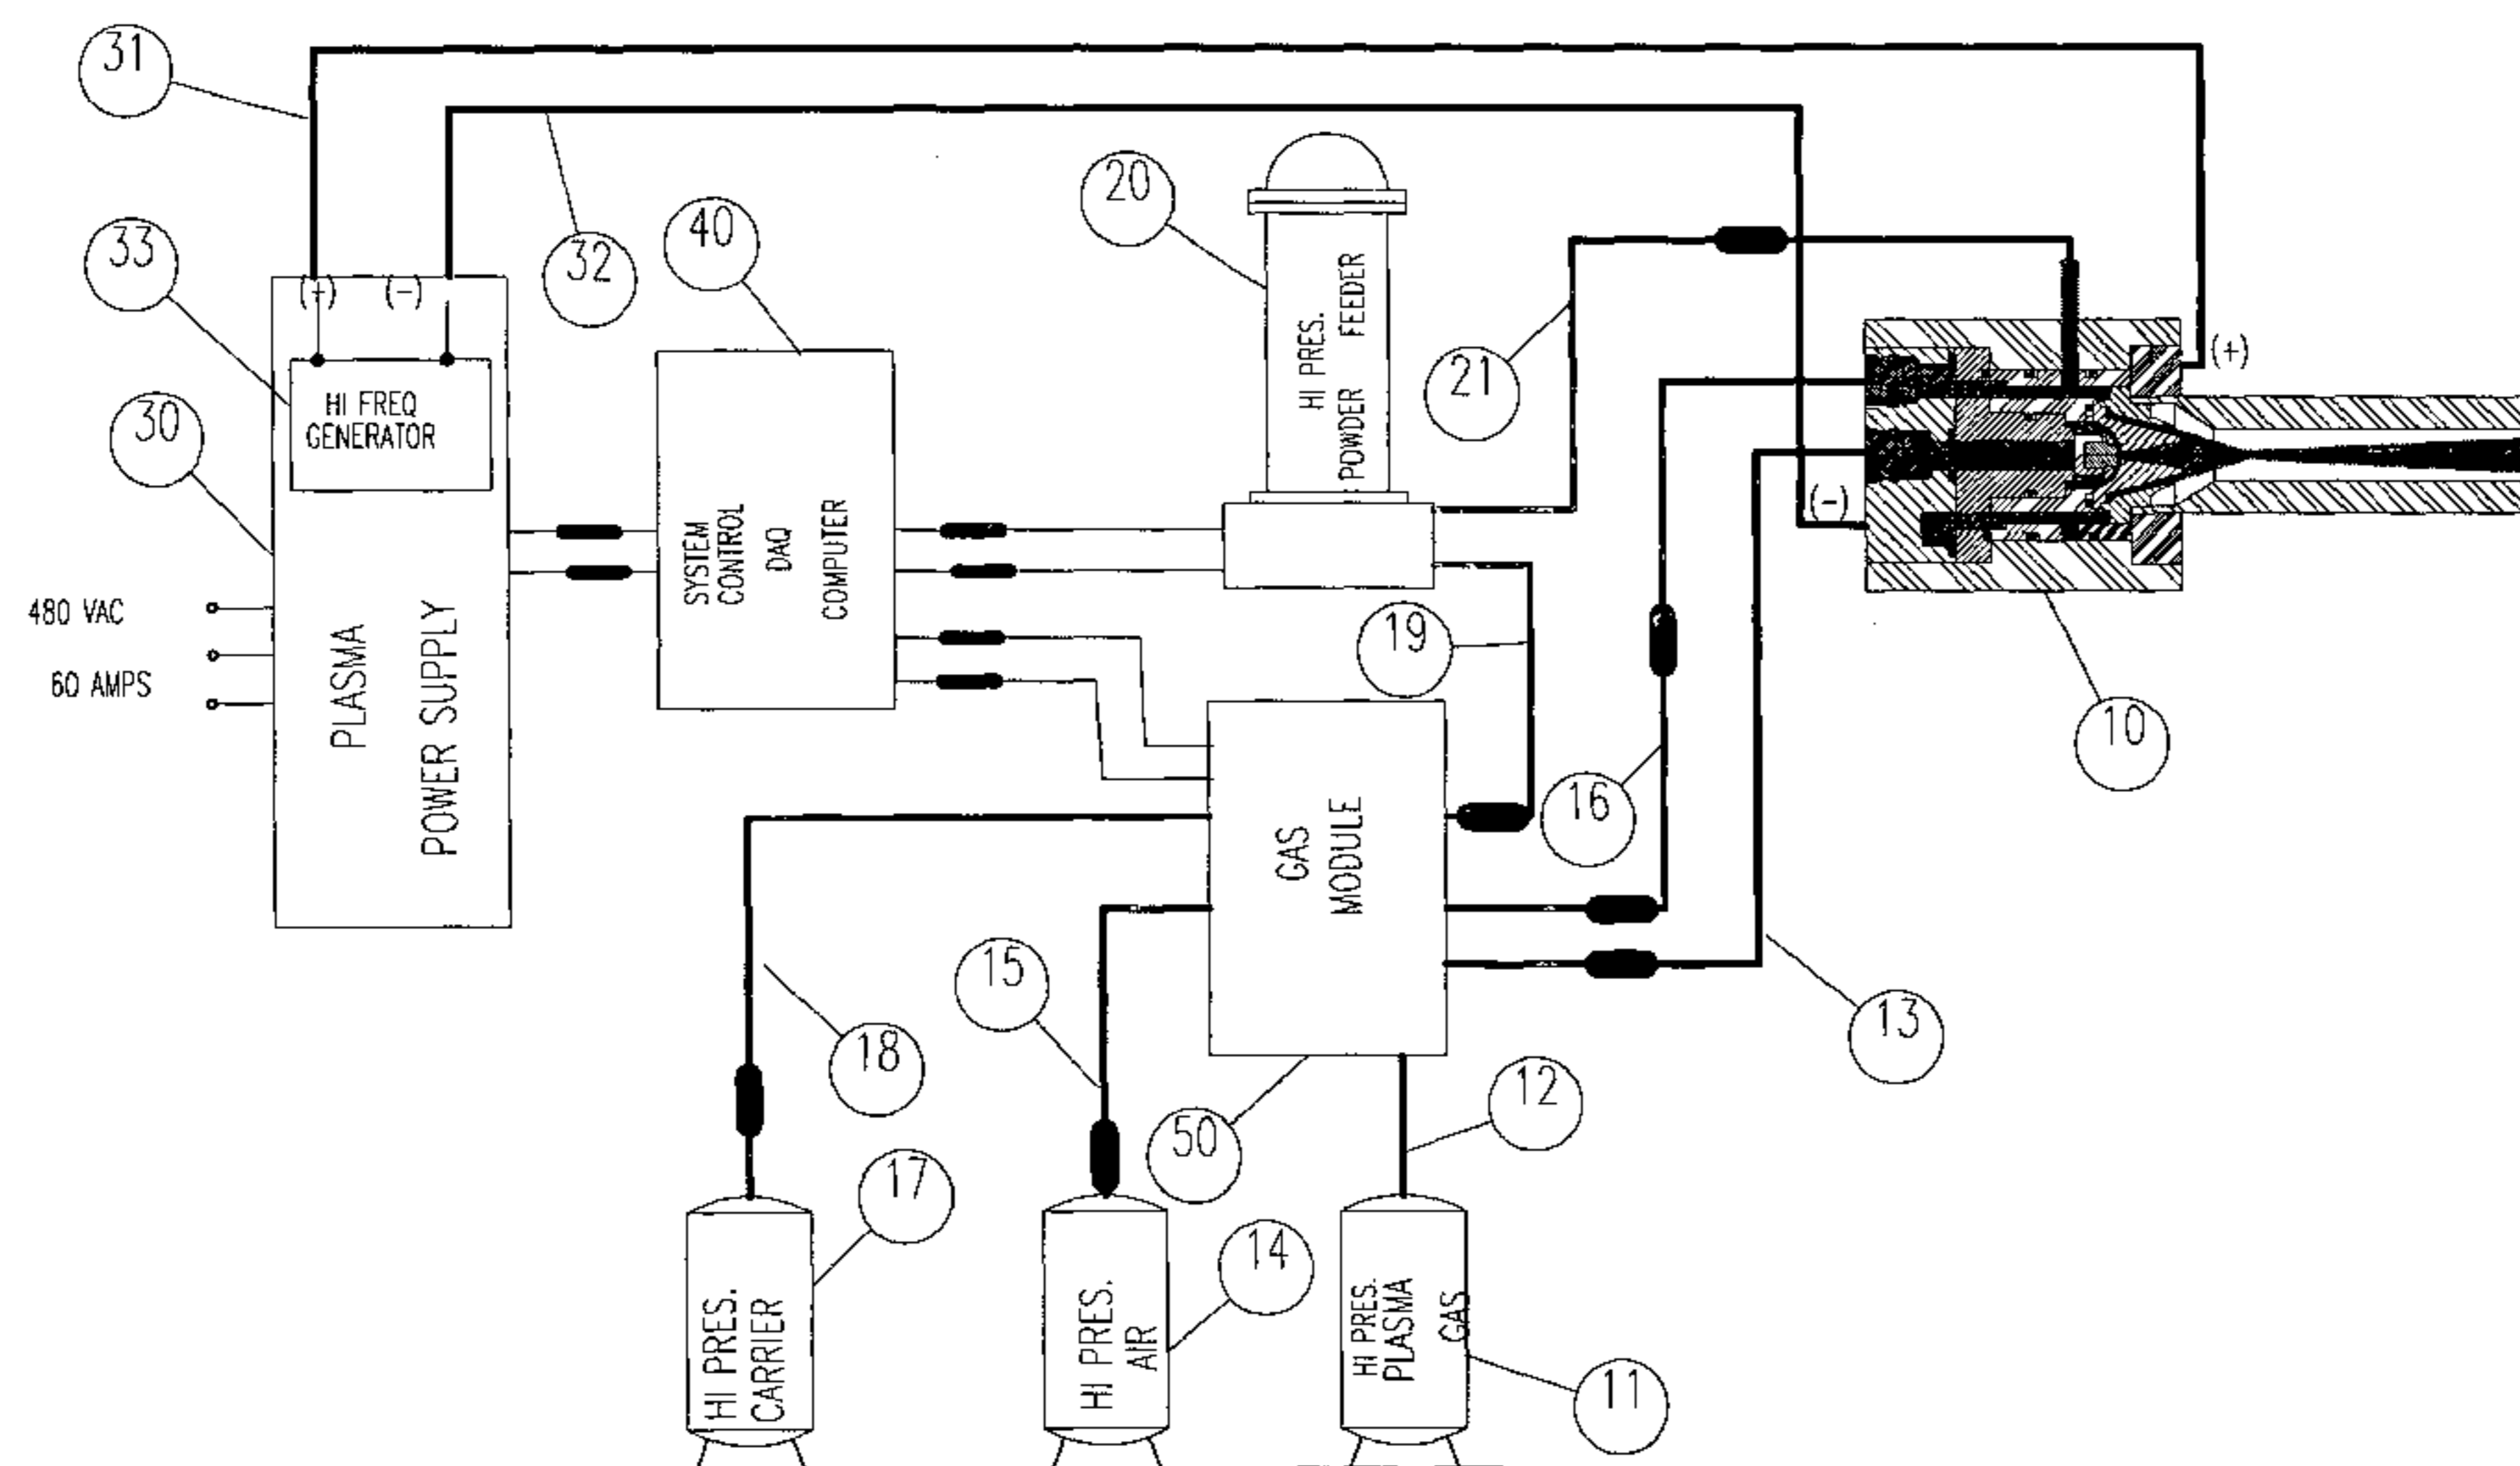 31
33
30
32
40
20
21
19
16
10
18
15
50
12
13
17
14
11
(+)
(-)
HI FREQ
GENERATOR
480 VAC
60 AMPS
PLASMA
POWER SUPPLY
SYSTEM
CONTROL
DAQ
COMPUTER
HI PRES.
POWDER FEEDER
(+)
(-)
GAS
MODULE
HI PRES.
CARRIER
HI PRES.
AIR
HI PRES.
PLASMA
GAS